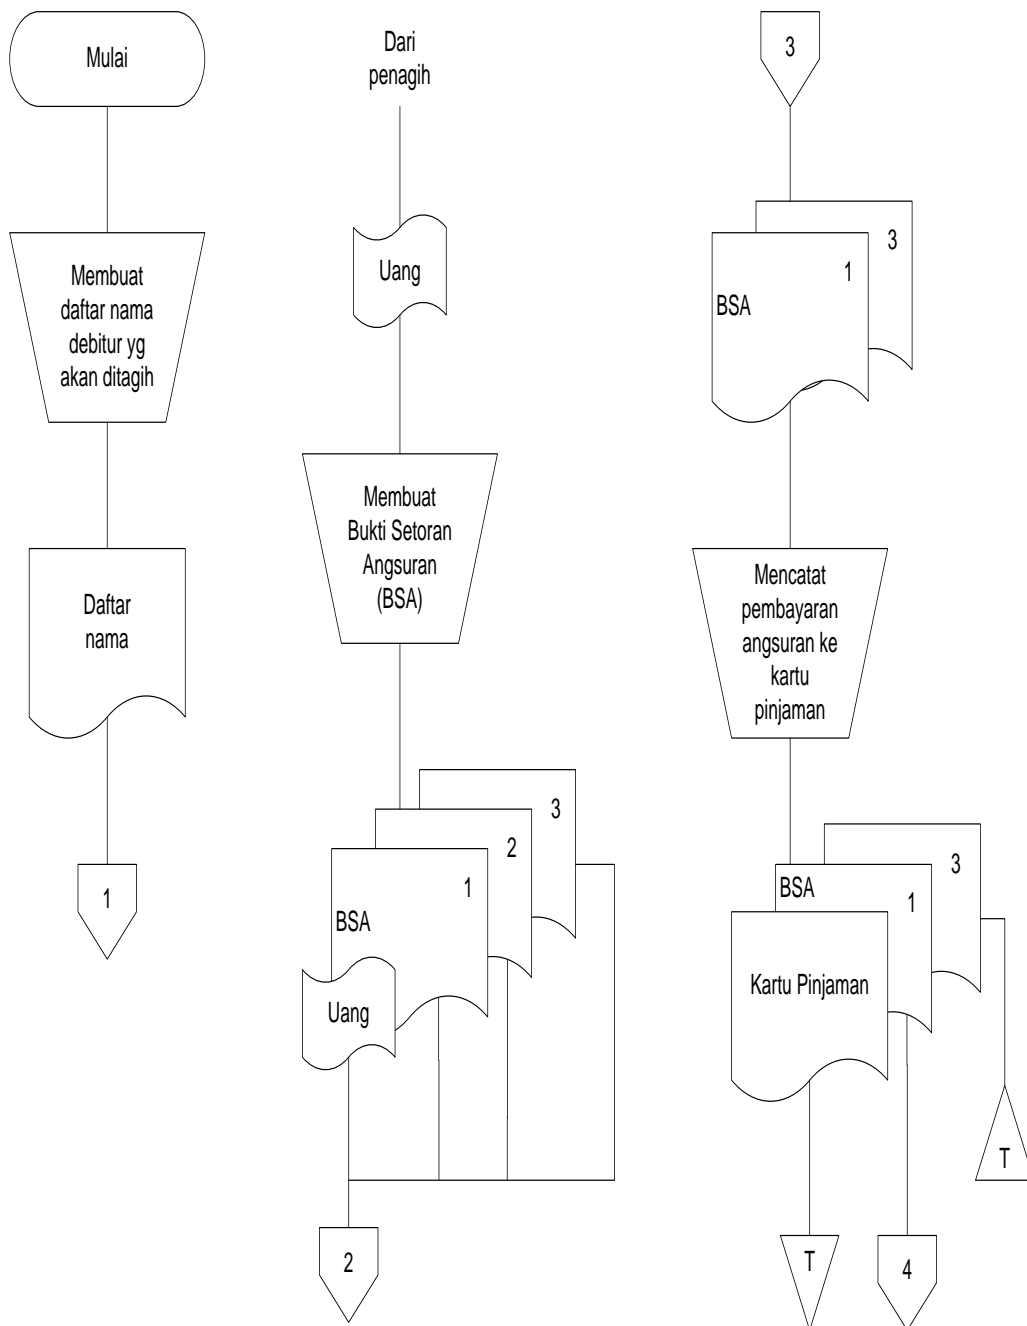 Mulai
Membuat
daftar nama
debitur yg
akan ditagih
Daftar
nama
1
Dari
penagih
Uang
Membuat
Bukti Setoran
Angsuran
(BSA)
3
2
1
BSA
Uang
2
3
3
1
BSA
Mencatat
pembayaran
angsuran ke
kartu
pinjaman
3
BSA
1
Kartu Pinjaman
T
T
4